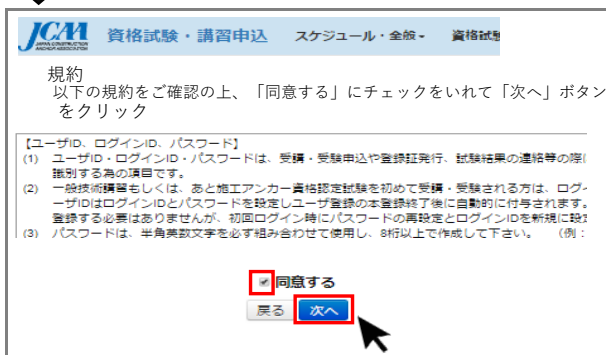 JCAA
JAPAN CONSTRUCTION
ANCHOR ASSOCIATION
資格試験・講習申込 スケジュール・全般 資格試験
規約
以下の規約をご確認の上、「同意する」にチェックをいれて「次へ」ボタン
をクリック
【ユーザID、ログインID、パスワード】
(1) ユーザID・ログインID・パスワードは、受講・受験申込や登録証発行、試験結果の連絡等の際に
識別する為の項目です。
(2) 一般技術講習もしくは、あと施工アンカー資格認定試験を初めて受講・受験される方は、ログイ
ーザIDはログインIDとパスワードを設定しユーザ登録の本登録終了後に自動的に付与されます。
登録する必要はありませんが、初回ログイン時にパスワードの再設定とログインIDを新規に設定
(3) パスワードは、半角英数文字を必ず組み合わせて使用し、8桁以上で作成して下さい。 （例：
同意する
戻る 次へ